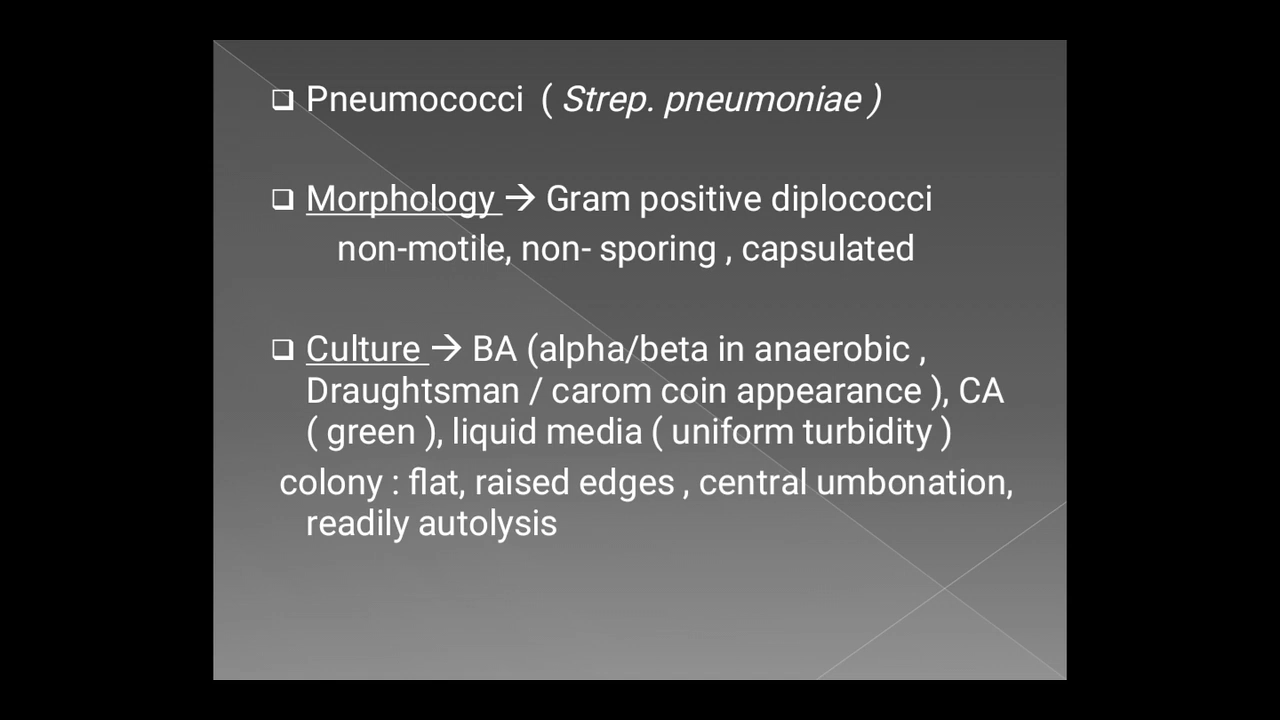 ❑ Pneumococci ( Strep. pneumoniae )
❑ Morphology → Gram positive diplococci
non-motile, non- sporing , capsulated
❑ Culture → BA (alpha/beta in anaerobic ,
Draughtsman / carom coin appearance ), CA
( green ), liquid media ( uniform turbidity )
colony : flat, raised edges , central umbonation,
readily autolysis